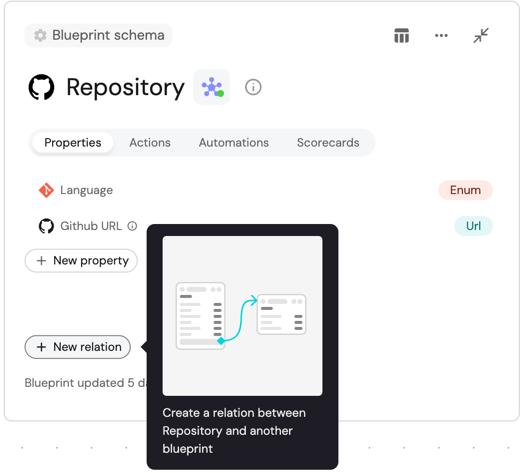 Blueprint schema
Repository
Properties Actions Automations Scorecards
Language Enum
Github URL Url
+ New property
+ New relation
Blueprint updated 5
Create a relation between
Repository and another
blueprint